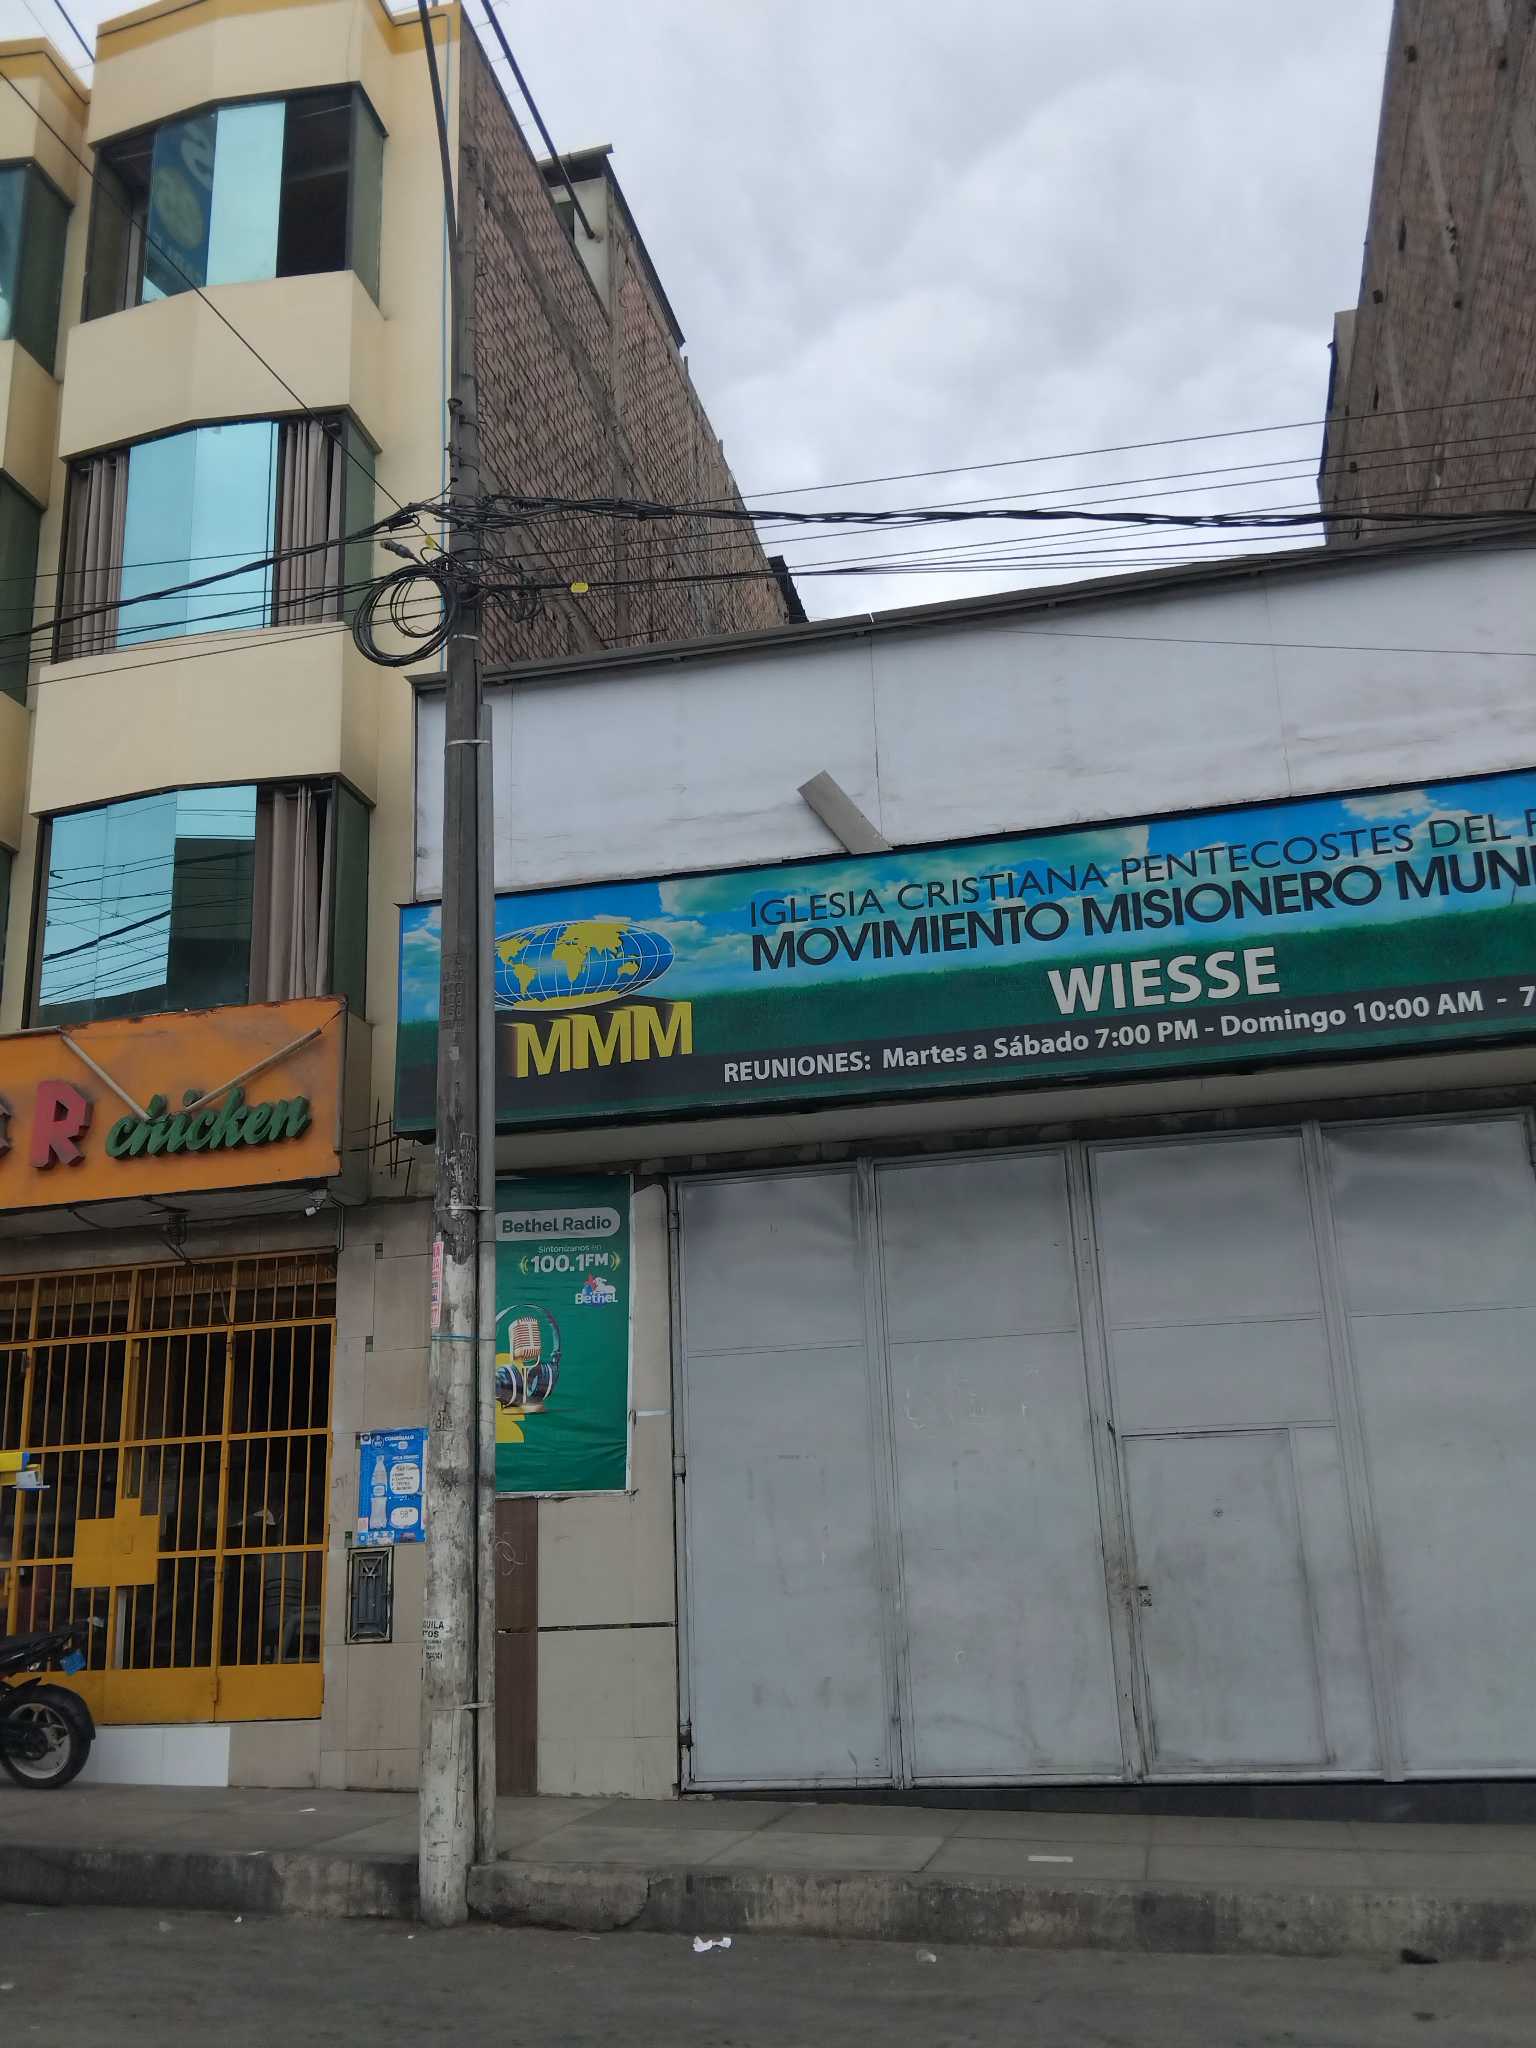 IGLESIA CRISTIANA PENTECOSTES DEL
MOVIMIENTO MISIONERO
WIESSE
MMM
REUNIONES: Martes a Sábado 7:00 PM - Domingo 10:00 AM - 7
R chicken
Bethel Radio
Sintonízanos en
100.1FM
Bethel